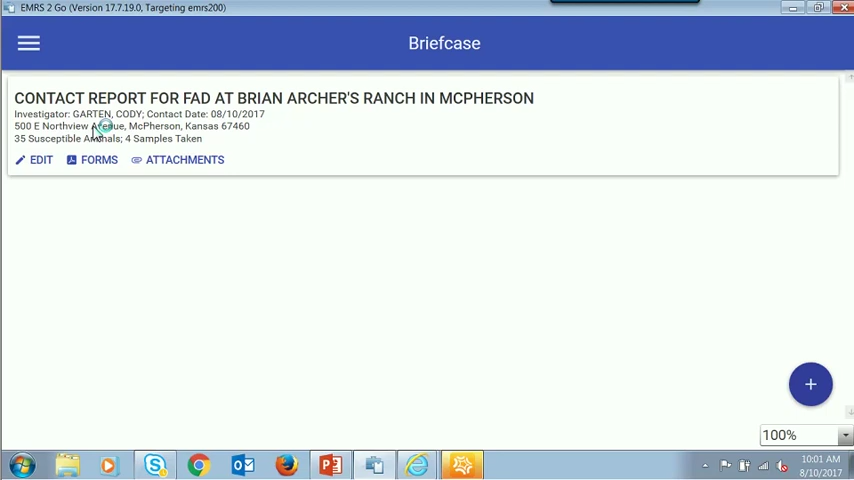 EMRS 2 Go (Version 17.7.19.0, Targeting emrs200)
Briefcase
CONTACT REPORT FOR FAD AT BRIAN ARCHER'S RANCH IN MCPHERSON
Investigator: GARTEN, CODY; Contact Date: 08/10/2017
500 E Northview Avenue, McPherson, Kansas 67460
35 Susceptible Animals; 4 Samples Taken
EDIT FORMS ATTACHMENTS
+
100%
10:01 AM
8/10/2017